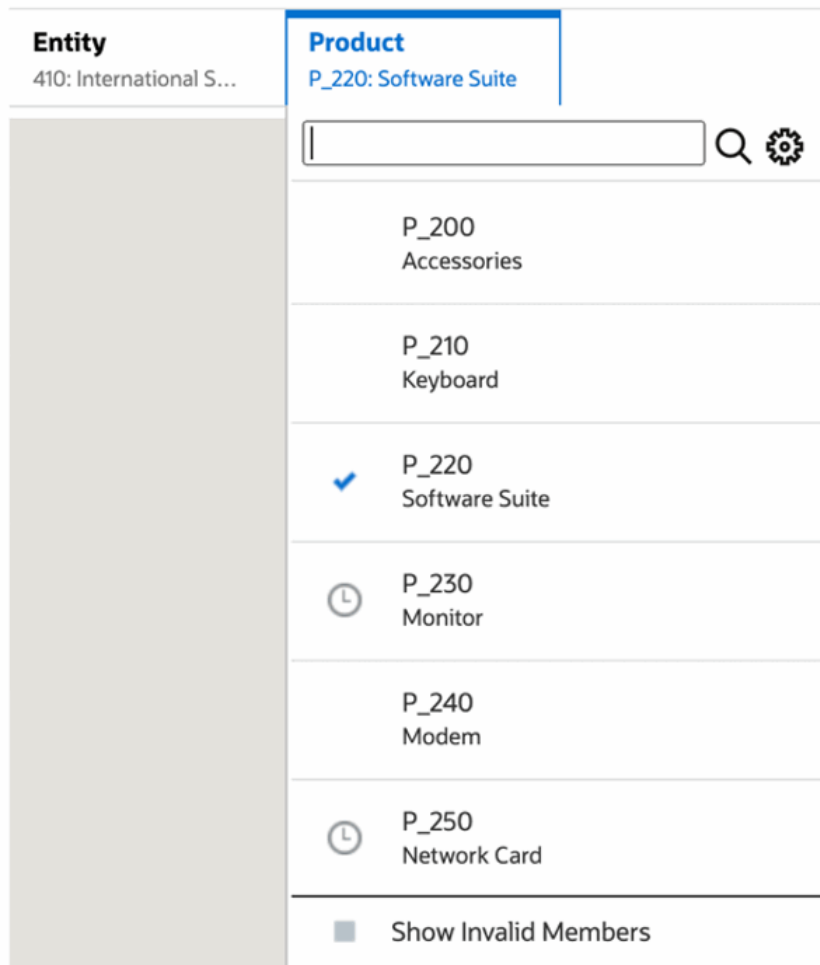 Entity
410: International S...
Product
P_220: Software Suite
P_200
Accessories
P_210
Keyboard
P_220
Software Suite
P_230
Monitor
P_240
Modem
P_250
Network Card
Show Invalid Members